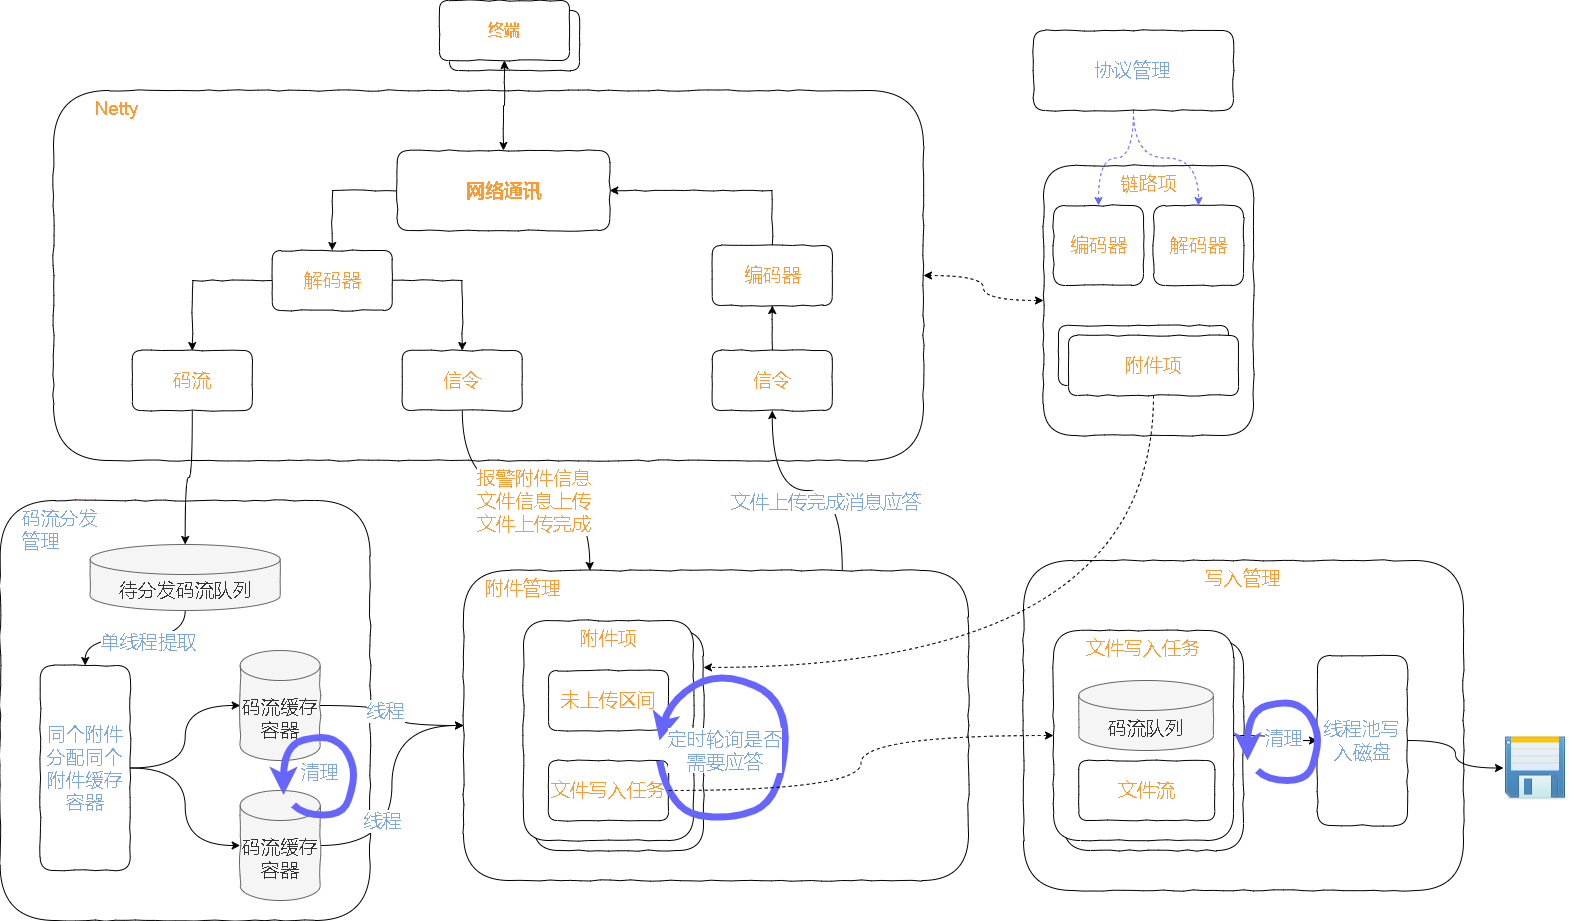 终端
协议管理
Netty
网络通讯
链路项
编码器
解码器
解码器
编码器
附件项
码流
信令
信令
报警附件信息
文件信息上传
文件上传完成
文件上传完成消息应答
码流分发
管理
待分发码流队列
单线程提取
同个附件
分配同个
附件缓存
容器
码流缓存
容器
清理
码流缓存
容器
线程
线程
附件管理
附件项
未上传区间
定时轮询是否
需要应答
文件写入任务
写入管理
文件写入任务
码流队列
文件流
清理
线程池写
入磁盘